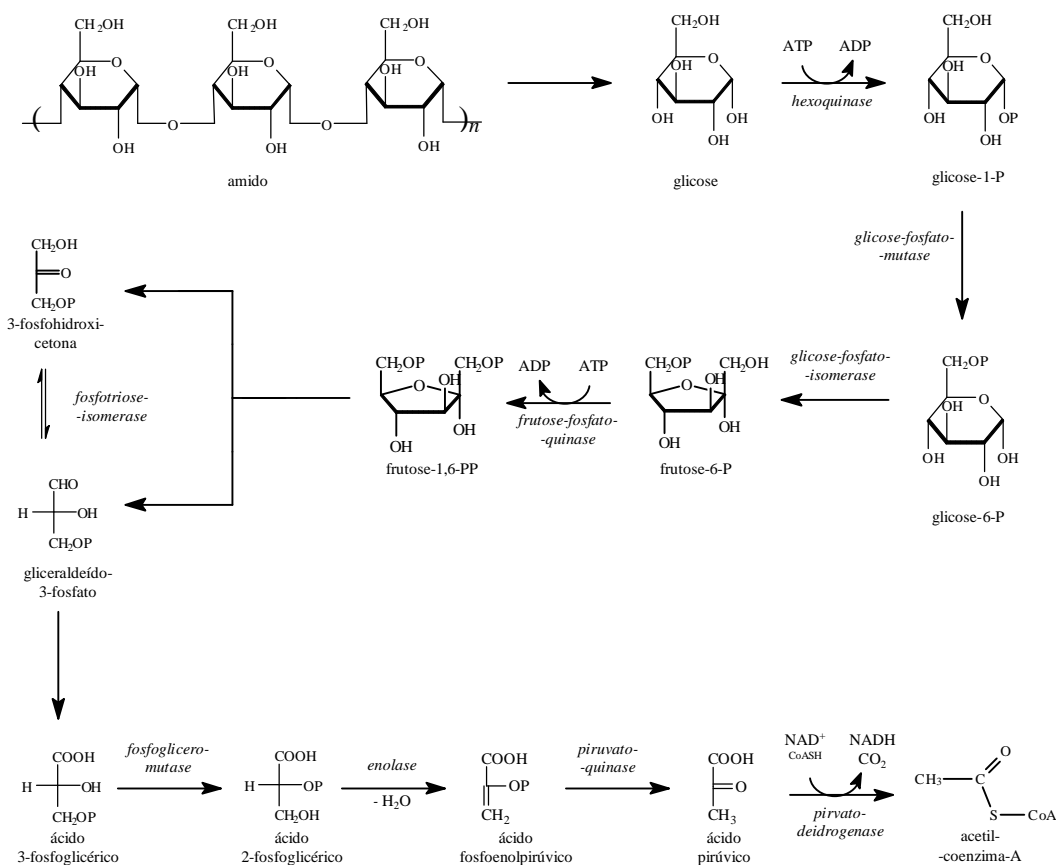 CH2OH
CH2OH
CH2OH
O
O
O
OH
OH
OH
O
O
OH
OH
OH
(
)n
amido
CH2OH
O
OH
OH
OH
OH
glicose
ATP
ADP
hexoquinase
CH2OH
O
OH
OH
OP
OH
glicose-1-P
glicose-fosfato-
-mutase
CH2OH
O
CH2OP
3-fosfohidroxi-
cetona
fosfotriose-
-isomerase
CHO
H
OH
CH2OP
gliceraldeído-
3-fosfato
CH2OP
CH2OP
OH
O
OH
OH
frutose-1,6-PP
ADP
ATP
frutose-fosfato-
-quinase
CH2OP
CH2OH
OH
O
OH
OH
frutose-6-P
glicose-fosfato-
-isomerase
CH2OP
O
OH
OH
OH
OH
glicose-6-P
COOH
H
OH
CH2OP
ácido
3-fosfoglicérico
fosfoglicero-
mutase
COOH
H
OP
CH2OH
ácido
2-fosfoglicérico
enolase
- H2O
COOH
OP
CH2
ácido
fosfoenolpirúvico
piruvato-
-quinase
COOH
O
CH3
ácido
pirúvico
NAD+
CoASH
NADH
CO2
pirvato-
deidrogenase
O
CH3
C
S
CoA
acetil-
-coenzima-A